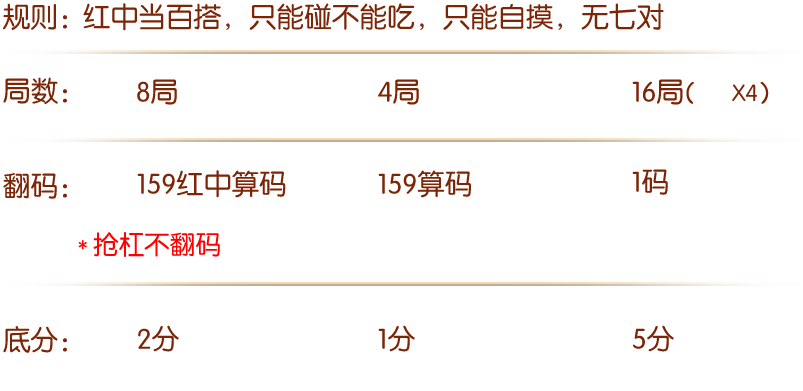 规则：红中当百搭，只能碰不能吃，只能自摸，无七对
局数： 8局 4局 16局( X4)
翻码： 159红中算码 159算码 1码
*抢杠不翻码
底分： 2分 1分 5分